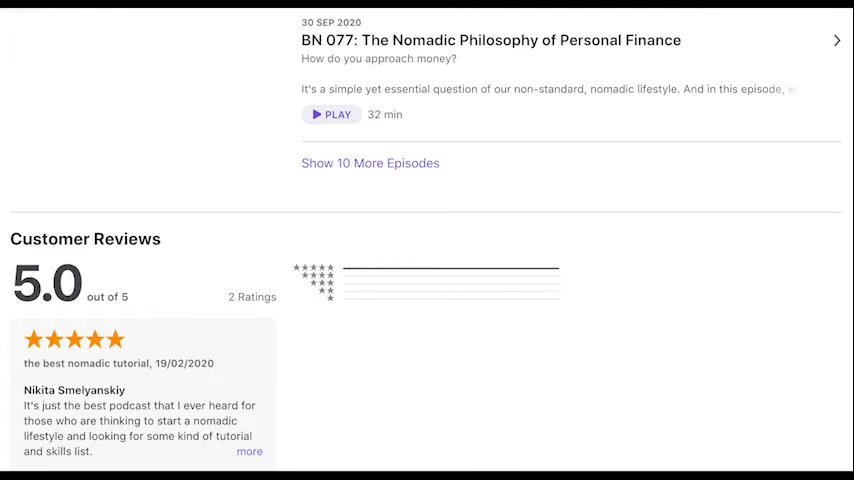 30 SEP 2020
BN 077: The Nomadic Philosophy of Personal Finance
How do you approach money?
It's a simple yet essential question of our non-standard, nomadic lifestyle. And in this episode, w
PLAY 32 min
Show 10 More Episodes
Customer Reviews
5.0 out of 5 2 Ratings
the best nomadic tutorial, 19/02/2020
Nikita Smelyanskiy
It's just the best podcast that I ever heard for
those who are thinking to start a nomadic
lifestyle and looking for some kind of tutorial
and skills list. more